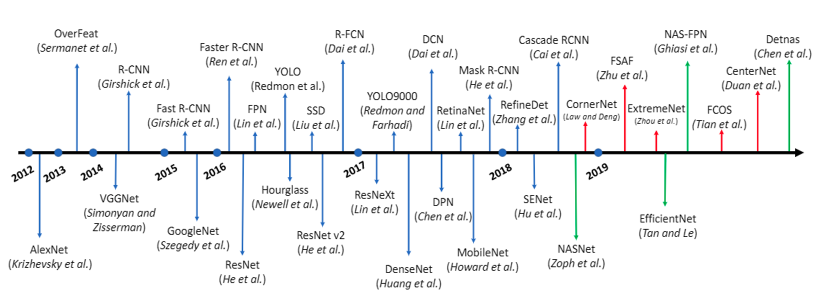 OverFeat
(Sermanet et al.)
R-CNN
(Girshick et al.)
Fast R-CNN
(Girshick et al.)
Faster R-CNN
(Ren et al.)
FPN
(Lin et al.)
YOLO
(Redmon et al.)
SSD
(Liu et al.)
R-FCN
(Dai et al.)
YOLO9000
(Redmon and
Farhadi)
DCN
(Dai et al.)
RetinaNet
(Lin et al.)
Mask R-CNN
(He et al.)
RefineDet
(Zhang et al.)
Cascade RCNN
(Cai et al.)
CornerNet
(Law and Deng)
FSAF
(Zhu et al.)
ExtremeNet
(Zhou et al.)
NAS-FPN
(Ghiasi et al.)
FCOS
(Tian et al.)
CenterNet
(Duan et al.)
Detnas
(Chen et al.)
2012
2013
2014
2015
2016
2017
2018
2019
AlexNet
(Krizhevsky et al.)
VGGNet
(Simonyan and
Zisserman)
GoogleNet
(Szegedy et al.)
ResNet
(He et al.)
Hourglass
(Newell et al.)
ResNet v2
(He et al.)
ResNeXt
(Lin et al.)
DenseNet
(Huang et al.)
DPN
(Chen et al.)
MobileNet
(Howard et al.)
SENet
(Hu et al.)
NASNet
(Zoph et al.)
EfficientNet
(Tan and Le)